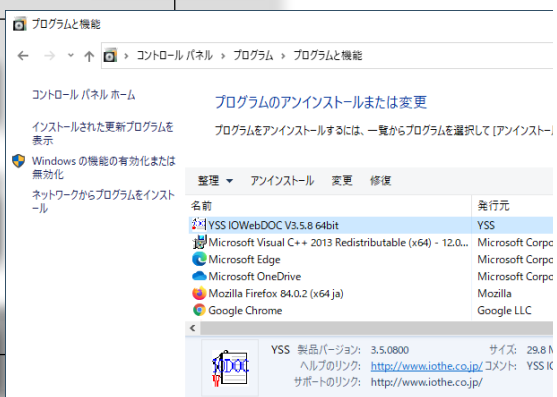 プログラムと機能
コントロール パネル › プログラム › プログラムと機能
コントロール パネル ホーム
インストールされた更新プログラムを
表示
Windows の機能の有効化または
無効化
ネットワークからプログラムをインスト
ール
プログラムのアンインストールまたは変更
プログラムをアンインストールするには、一覧からプログラムを選択して [アンインストー
整理 アンインストール 変更 修復
名前 発行元
YSS IOWebDOC V3.5.8 64bit YSS
Microsoft Visual C++ 2013 Redistributable (x64) - 12.0... Microsoft Corpo
Microsoft Edge Microsoft Corpo
Microsoft OneDrive Microsoft Corpo
Mozilla Firefox 84.0.2 (x64 ja) Mozilla
Google Chrome Google LLC
YSS 製品バージョン: 3.5.0800 サイズ: 29.8 M
ヘルプのリンク: http://www.iothe.co.jp/ コメント: YSS IO
サポートのリンク: http://www.iothe.co.jp/